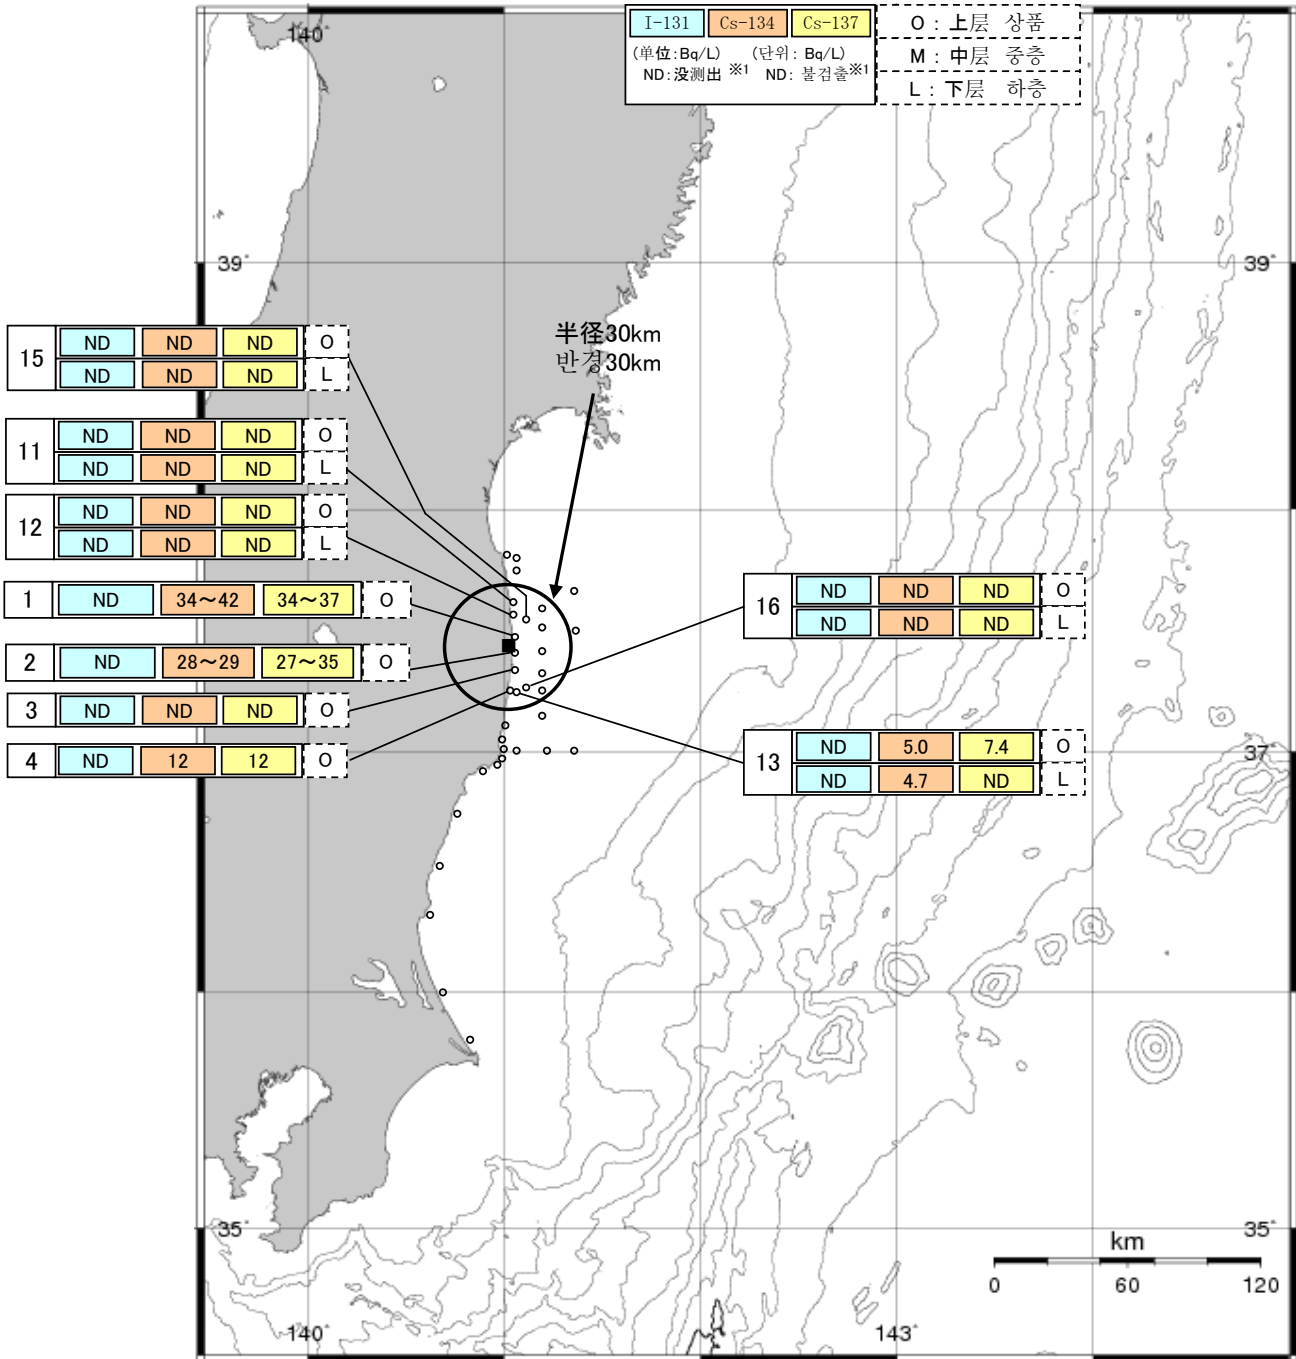 I-131 Cs-134 Cs-137
(単位:Bq/L) (단위: Bq/L)
ND:没測出 ※1 ND: 불검출※1
O : 上层 상품
M : 中层 중층
L : 下层 하층
140°
39° 39°
半径30km
반경30km
15 ND ND ND O
ND ND ND L
11 ND ND ND O
ND ND ND L
12 ND ND ND O
ND ND ND L
1 ND 34～42 34～37 O
2 ND 28～29 27～35 O
3 ND ND ND O
4 ND 12 12 O
16 ND ND ND O
ND ND ND L
13 ND 5.0 7.4 O
ND 4.7 ND L
37°
35° 35°
km
0 60 120
140° 143°